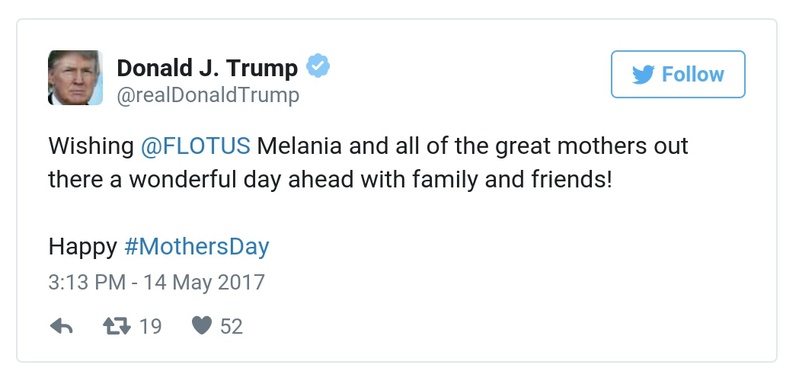 Donald J. Trump
@realDonaldTrump
Follow
Wishing @FLOTUS Melania and all of the great mothers out
there a wonderful day ahead with family and friends!
Happy #MothersDay
3:13 PM - 14 May 2017
19 52